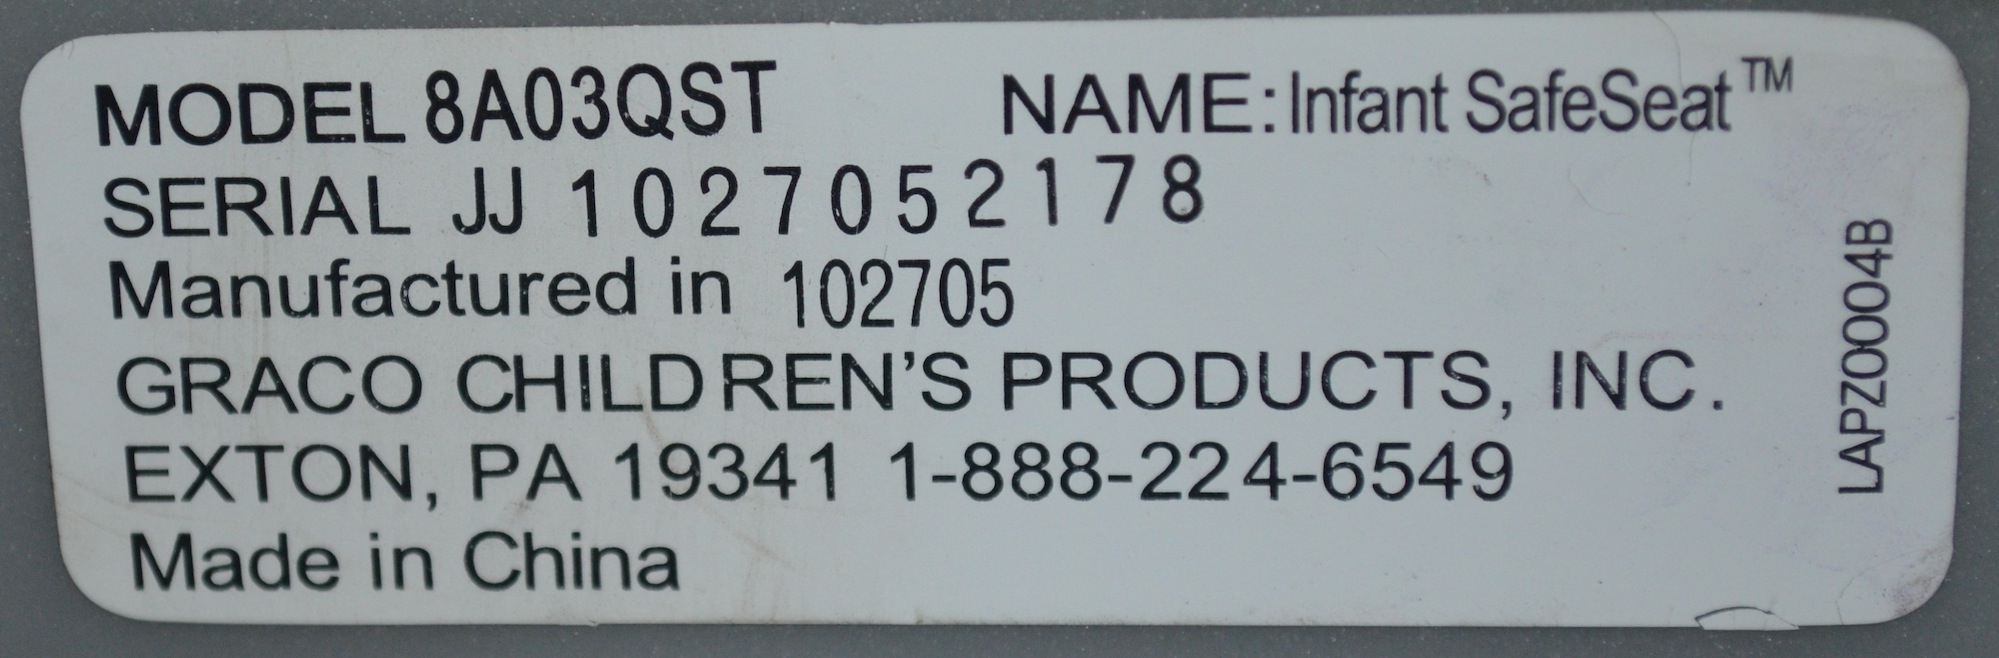 MODEL 8A03QST NAME: Infant SafeSeat™
SERIAL JJ 1027052178
Manufactured in 102705
GRACO CHILDREN'S PRODUCTS, INC.
EXTON, PA 19341 1-888-224-6549
Made in China
LAPZ0004B